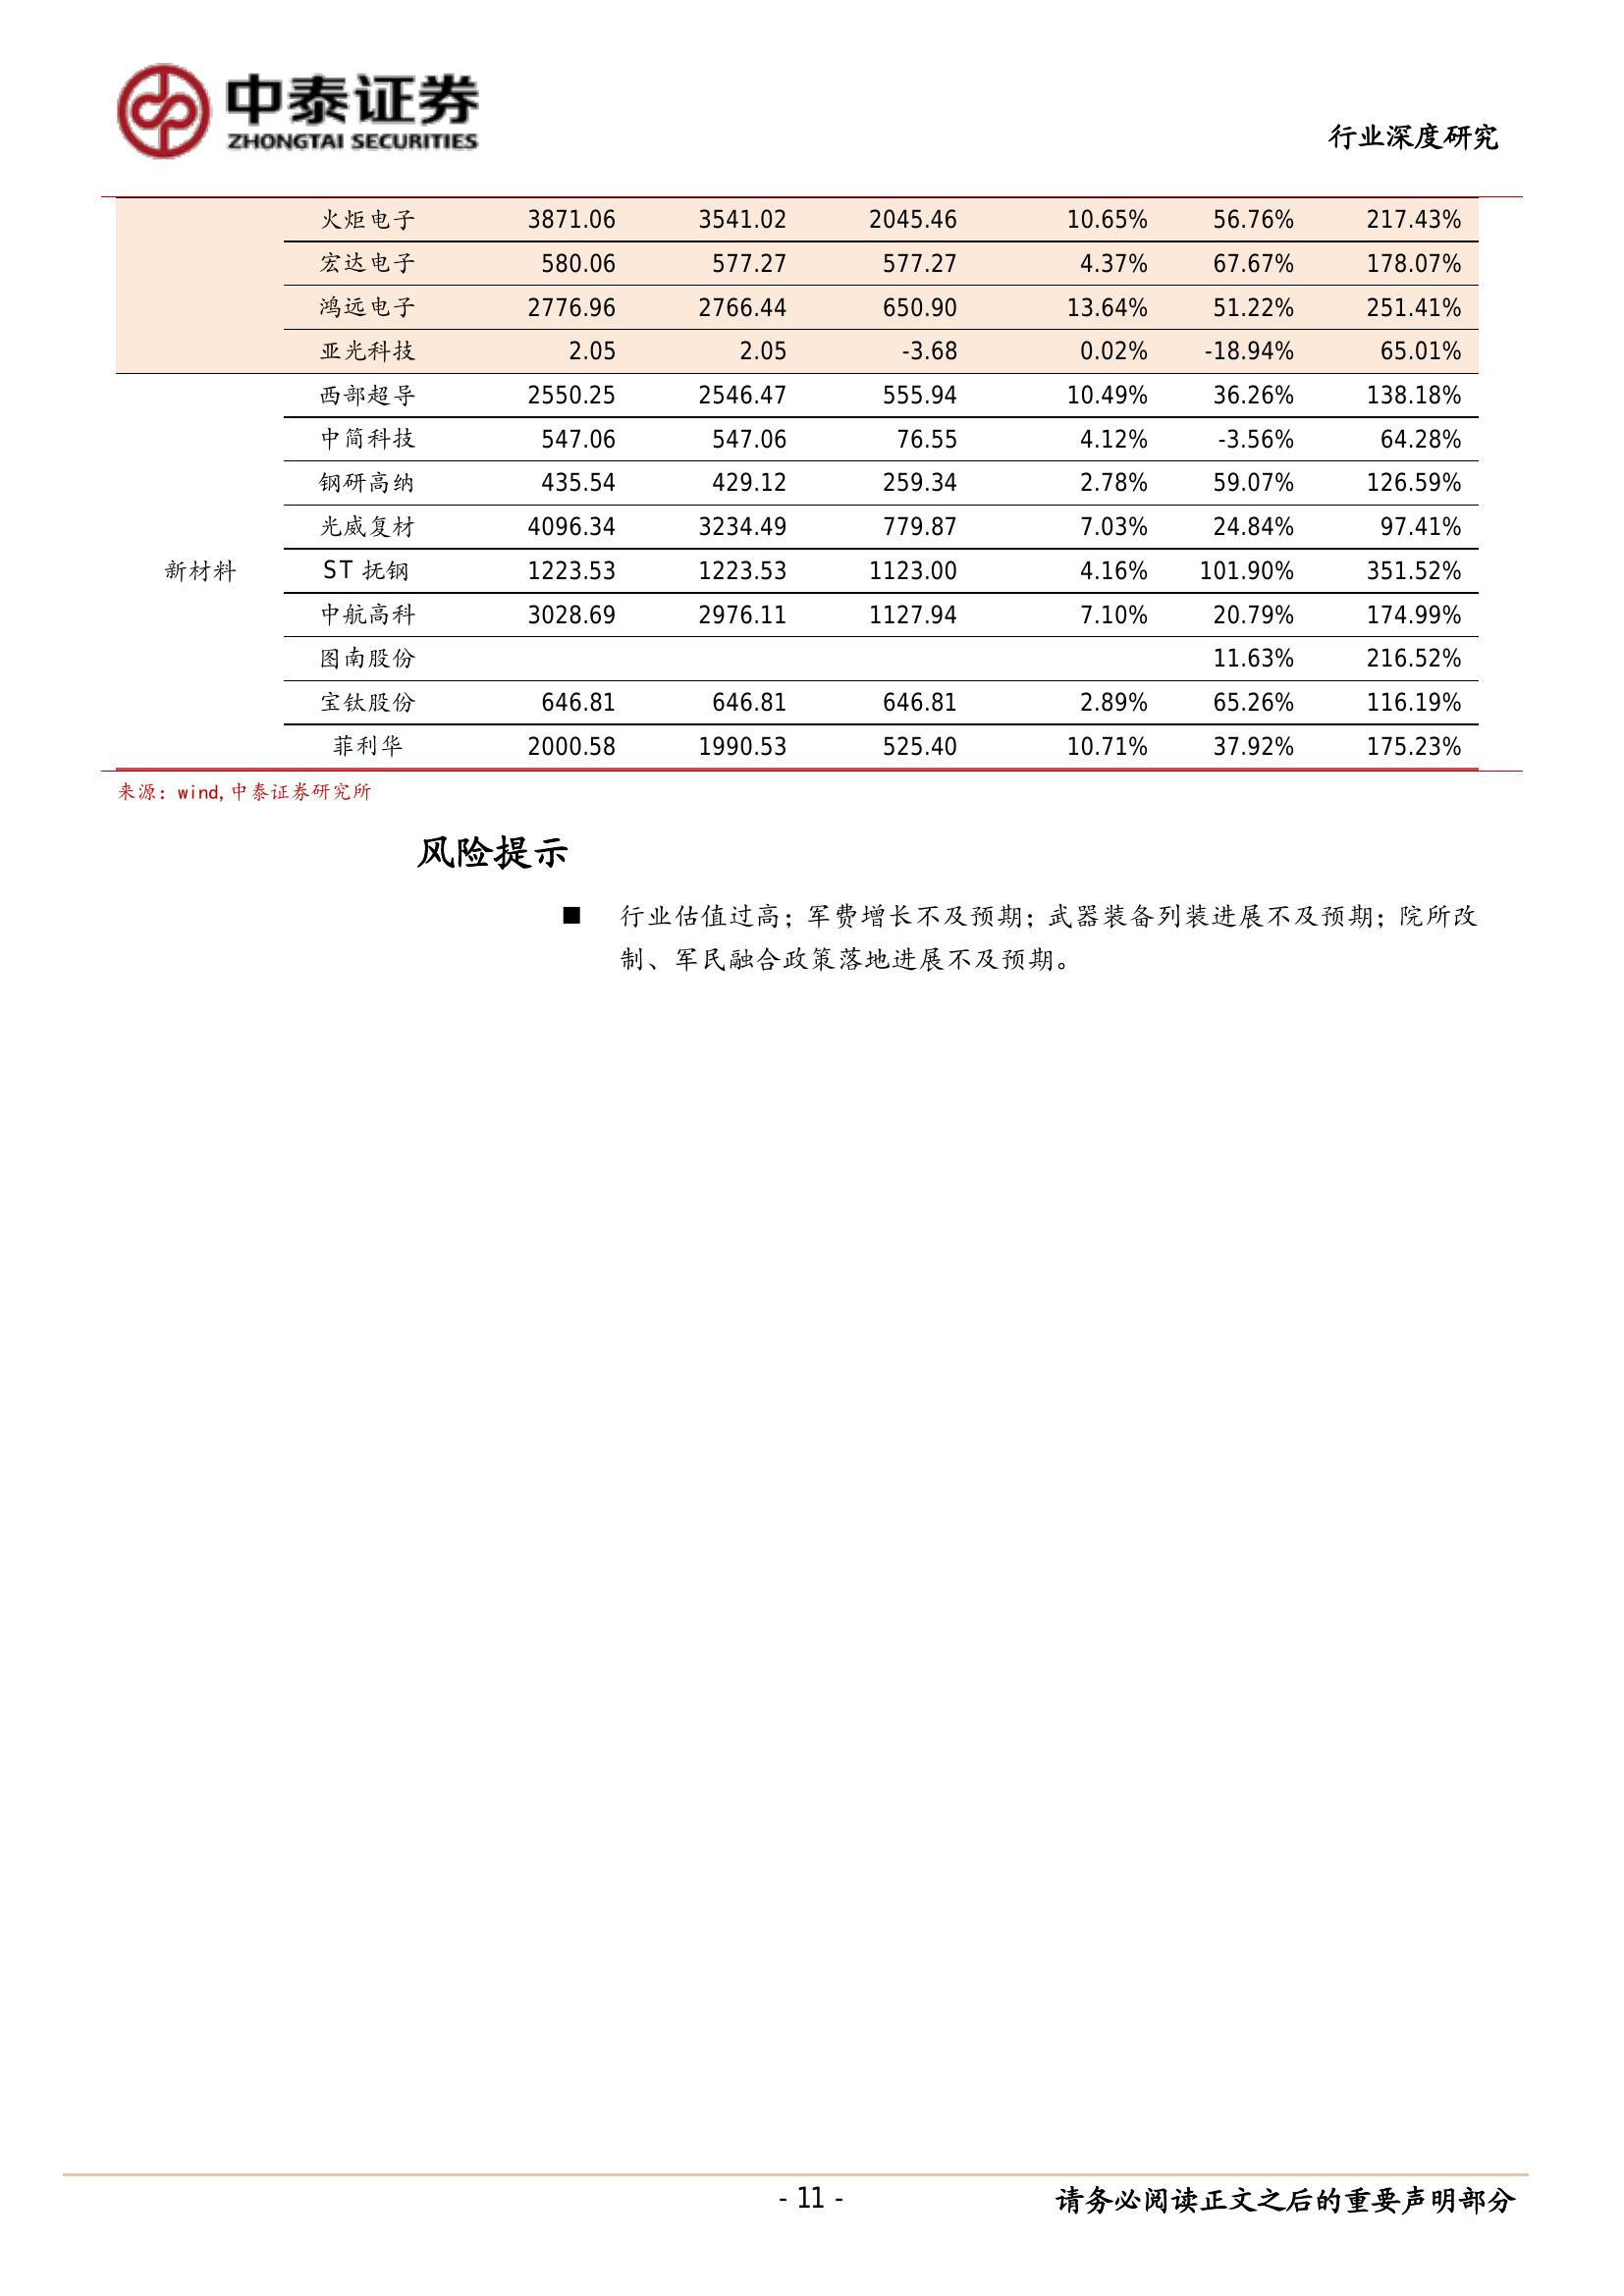 中泰证券
ZHONGTAI SECURITIES
行业深度研究
火炬电子 3871.06 3541.02 2045.46 10.65% 56.76% 217.43%
宏达电子 580.06 577.27 577.27 4.37% 67.67% 178.07%
鸿远电子 2776.96 2766.44 650.90 13.64% 51.22% 251.41%
亚光科技 2.05 2.05 -3.68 0.02% -18.94% 65.01%
西部超导 2550.25 2546.47 555.94 10.49% 36.26% 138.18%
中简科技 547.06 547.06 76.55 4.12% -3.56% 64.28%
钢研高纳 435.54 429.12 259.34 2.78% 59.07% 126.59%
光威复材 4096.34 3234.49 779.87 7.03% 24.84% 97.41%
新材料 ST 抚钢 1223.53 1223.53 1123.00 4.16% 101.90% 351.52%
中航高科 3028.69 2976.11 1127.94 7.10% 20.79% 174.99%
图南股份 11.63% 216.52%
宝钛股份 646.81 646.81 646.81 2.89% 65.26% 116.19%
菲利华 2000.58 1990.53 525.40 10.71% 37.92% 175.23%
来源：wind,中泰证券研究所
风险提示
■ 行业估值过高；军费增长不及预期；武器装备列装进展不及预期；院所改
制、军民融合政策落地进展不及预期。
- 11 - 请务必阅读正文之后的重要声明部分